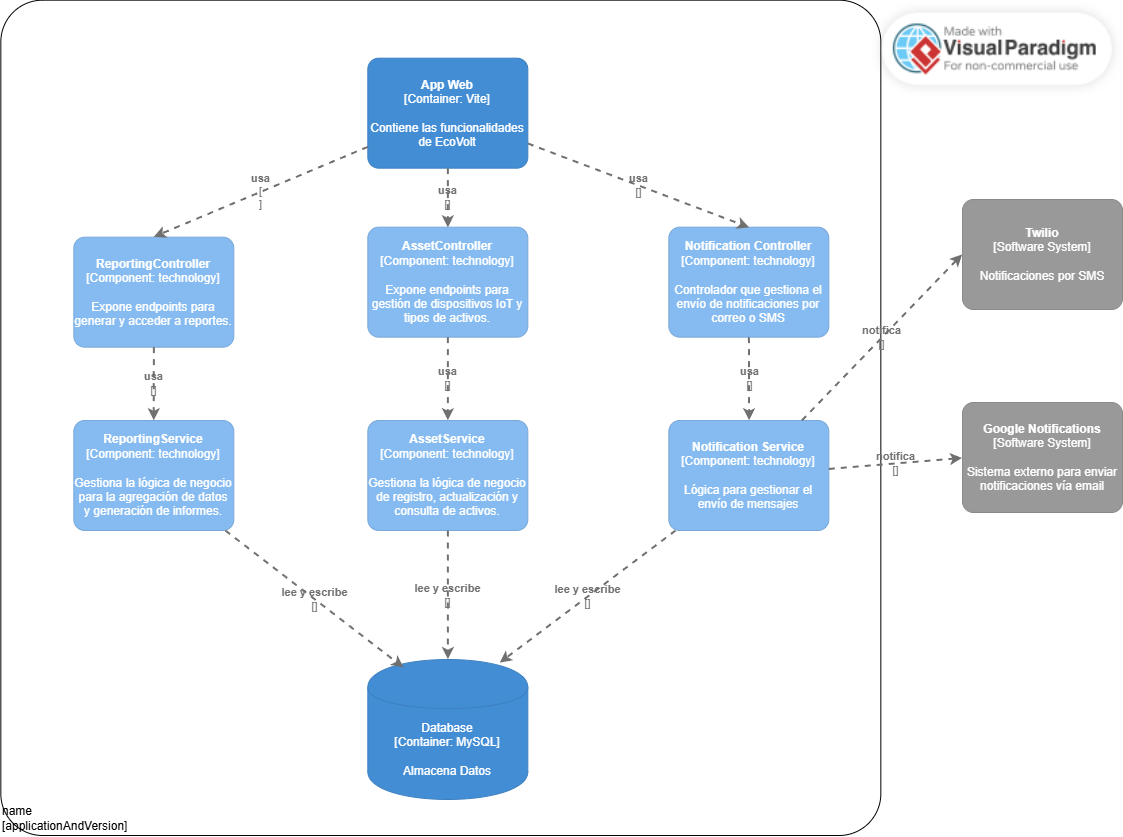 Made with
Visual Paradigm
For non-commercial use
App Web
[Container: Vite]
Contiene las funcionalidades
de EcoVolt
usa
[
]
usa
[]
usa
[]
ReportingController
[Component: technology]
Expone endpoints para
generar y acceder a reportes.
AssetController
[Component: technology]
Expone endpoints para
gestión de dispositivos IoT y
tipos de activos.
Notification Controller
[Component: technology]
Controlador que gestiona el
envío de notificaciones por
correo o SMS
Twilio
[Software System]
Notificaciones por SMS
notifica
[]
usa
[]
usa
[]
usa
[]
ReportingService
[Component: technology]
Gestiona la lógica de negocio
para la agregación de datos
y generación de informes.
AssetService
[Component: technology]
Gestiona la lógica de negocio
de registro, actualización y
consulta de activos.
Notification Service
[Component: technology]
Lógica para gestionar el
envío de mensajes
notifica
[]
Google Notifications
[Software System]
Sistema externo para enviar
notificaciones vía email
lee y escribe
[]
lee y escribe
[]
lee y escribe
[]
Database
[Container: MySQL]
Almacena Datos
name
[applicationAndVersion]